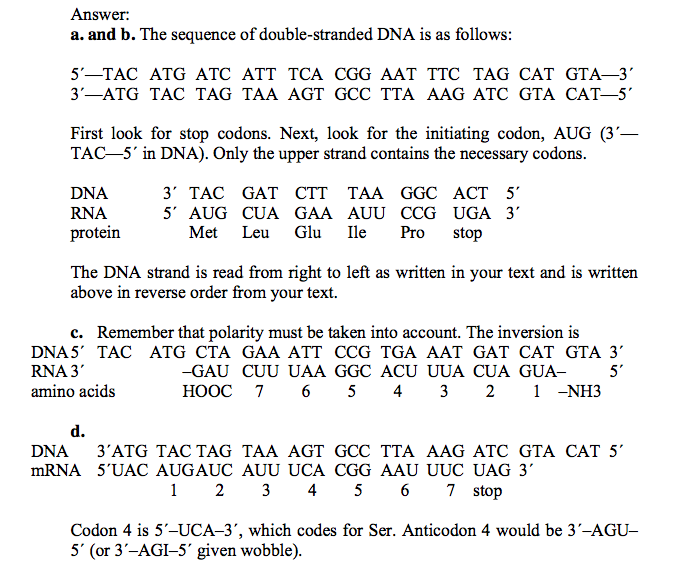 Answer:
a. and b. The sequence of double-stranded DNA is as follows:
5´—TAC ATG ATC ATT TCA CGG AAT TTC TAG CAT GTA—3´
3´—ATG TAC TAG TAA AGT GCC TTA AAG ATC GTA CAT—5´
First look for stop codons. Next, look for the initiating codon, AUG (3´—
TAC—5´ in DNA). Only the upper strand contains the necessary codons.
DNA 3´ TAC GAT CTT TAA GGC ACT 5´
RNA 5´ AUG CUA GAA AUU CCG UGA 3´
protein Met Leu Glu Ile Pro stop
The DNA strand is read from right to left as written in your text and is written
above in reverse order from your text.
c. Remember that polarity must be taken into account. The inversion is
DNA 5´ TAC ATG CTA GAA ATT CCG TGA AAT GAT CAT GTA 3´
RNA 3´ –GAU CUU UAA GGC ACU UUA CUA GUA– 5´
amino acids HOOC 7 6 5 4 3 2 1 –NH3
d.
DNA 3´ATG TAC TAG TAA AGT GCC TTA AAG ATC GTA CAT 5´
mRNA 5´UAC AUGAUC AUU UCA CGG AAU UUC UAG 3´
1 2 3 4 5 6 7 stop
Codon 4 is 5´–UCA–3´, which codes for Ser. Anticodon 4 would be 3´–AGU–
5´ (or 3´–AGI–5´ given wobble).